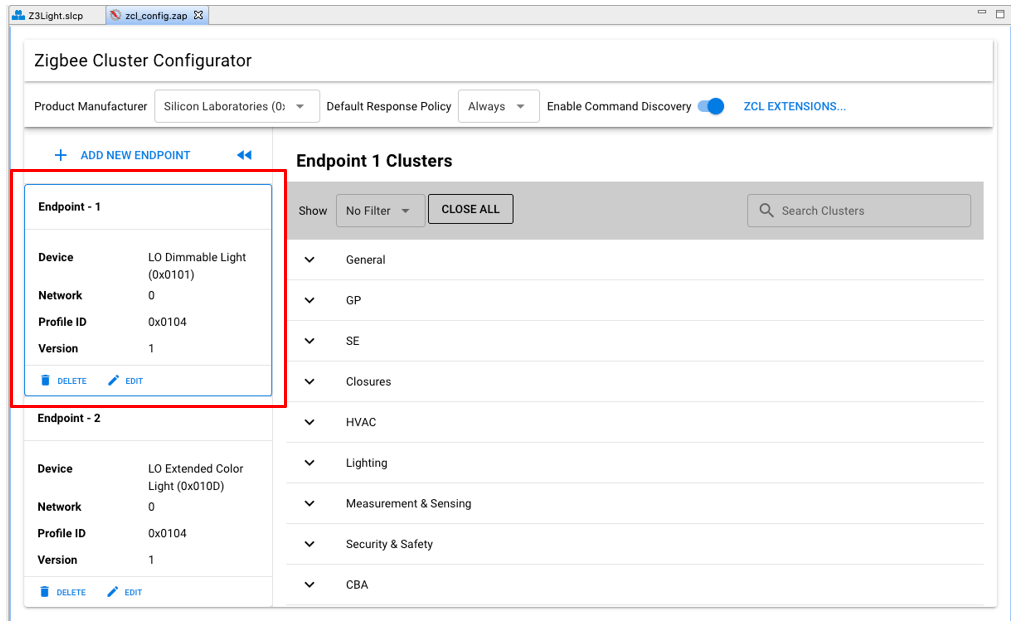 Z3Light.slcp
zcl_config.zap
Zigbee Cluster Configurator
Product Manufacturer Silicon Laboratories (0x Default Response Policy Always Enable Command Discovery ZCL EXTENSIONS...
ADD NEW ENDPOINT
Endpoint - 1
Device LO Dimmable Light
(0x0101)
Network 0
Profile ID 0x0104
Version 1
DELETE EDIT
Endpoint - 2
Device LO Extended Color
Light (0x010D)
Network 0
Profile ID 0x0104
Version 1
DELETE EDIT
Endpoint 1 Clusters
Show No Filter CLOSE ALL Search Clusters
General
GP
SE
Closures
HVAC
Lighting
Measurement & Sensing
Security & Safety
CBA